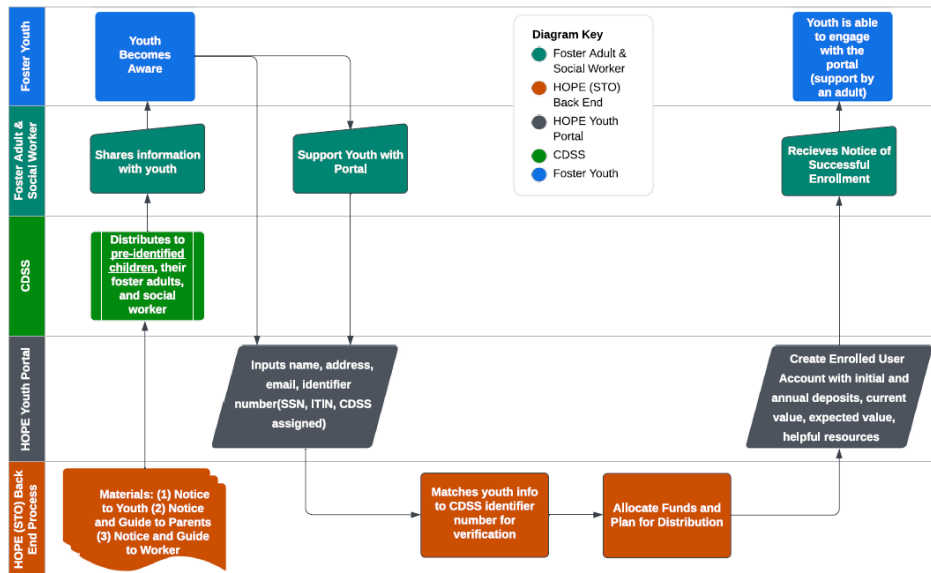 Foster Youth
Youth
Becomes
Aware
Diagram Key
Foster Adult &
Social Worker
HOPE (STO)
Back End
HOPE Youth
Portal
CDSS
Foster Youth
Youth is able
to engage
with the
portal
(support by
an adult)
Foster Adult &
Social Worker
Shares information
with youth
Support Youth with
Portal
Recieves Notice of
Successful
Enrollment
CDSS
Distributes to
pre-identified
children, their
foster adults,
and social
worker
HOPE Youth Portal
Inputs name, address,
email, identifier
number(SSN, ITIN, CDSS
assigned)
Create Enrolled User
Account with initial and
annual deposits, current
value, expected value,
helpful resources
HOPE (STO) Back
End Process
Materials: (1) Notice
to Youth (2) Notice
and Guide to Parents
(3) Notice and Guide
to Worker
Matches youth info
to CDSS identifier
number for
verification
Allocate Funds and
Plan for Distribution